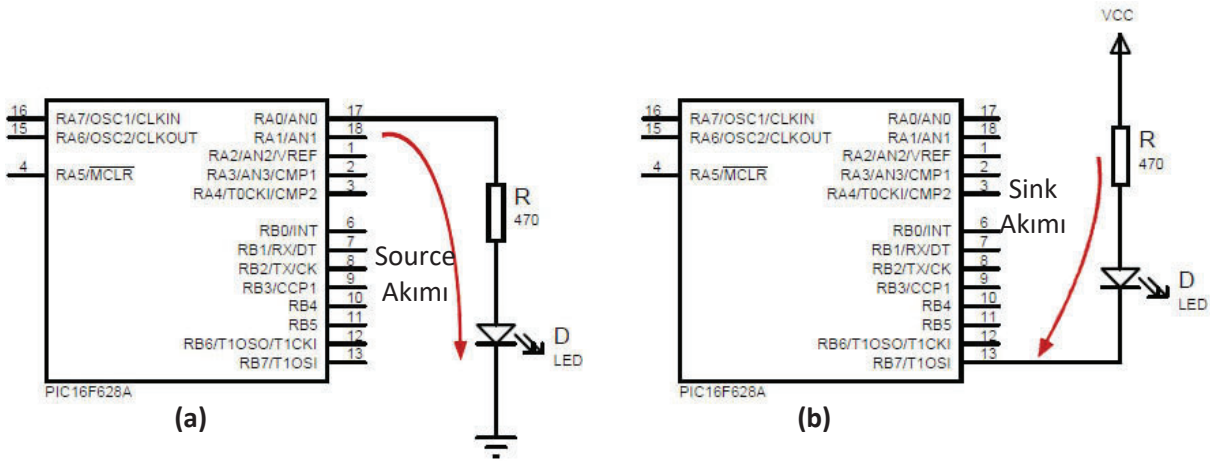 16
15
4
RA7/OSC1/CLKIN
RA6/OSC2/CLKOUT
RA5/MCLR
RA0/AN0
RA1/AN1
RA2/AN2/VREF
RA3/AN3/CMP1
RA4/T0CKI/CMP2
RB0/INT
RB1/RX/DT
RB2/TX/CK
RB3/CCP1
RB4
RB5
RB6/T1OSO/T1CKI
RB7/T1OSI
17
18
1
2
3
6
7
8
9
10
11
12
13
PIC16F628A
Source
Akımı
R
470
D
LED
(a)
16
15
4
RA7/OSC1/CLKIN
RA6/OSC2/CLKOUT
RA5/MCLR
RA0/AN0
RA1/AN1
RA2/AN2/VREF
RA3/AN3/CMP1
RA4/T0CKI/CMP2
RB0/INT
RB1/RX/DT
RB2/TX/CK
RB3/CCP1
RB4
RB5
RB6/T1OSO/T1CKI
RB7/T1OSI
17
18
1
2
3
6
7
8
9
10
11
12
13
PIC16F628A
Sink
Akımı
VCC
R
470
D
LED
(b)